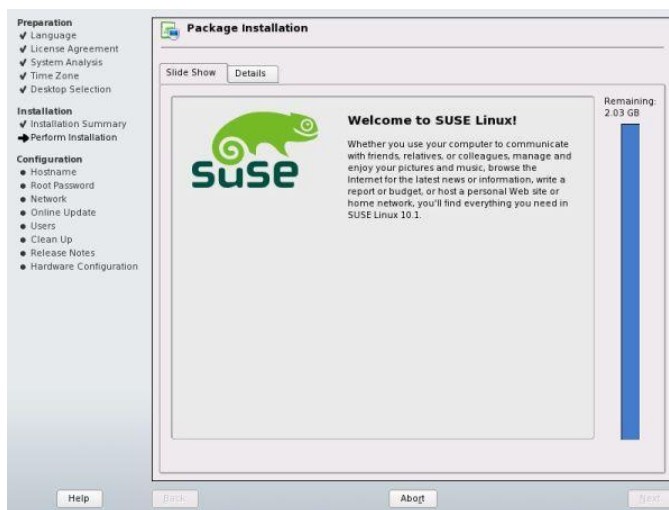 Preparation
Language
License Agreement
System Analysis
Time Zone
Desktop Selection
Installation
Installation Summary
Perform Installation
Configuration
Hostname
Root Password
Network
Online Update
Users
Clean Up
Release Notes
Hardware Configuration
Package Installation
Slide Show
Details
SUSE
Welcome to SUSE Linux!
Whether you use your computer to communicate
with friends, relatives, or colleagues, manage and
enjoy your pictures and music, browse the
Internet for the latest news or information, write a
report or budget, or host a personal Web site or
home network, you'll find everything you need in
SUSE Linux 10.1.
Remaining:
2.03 GB
Help
Back
Abort
Next